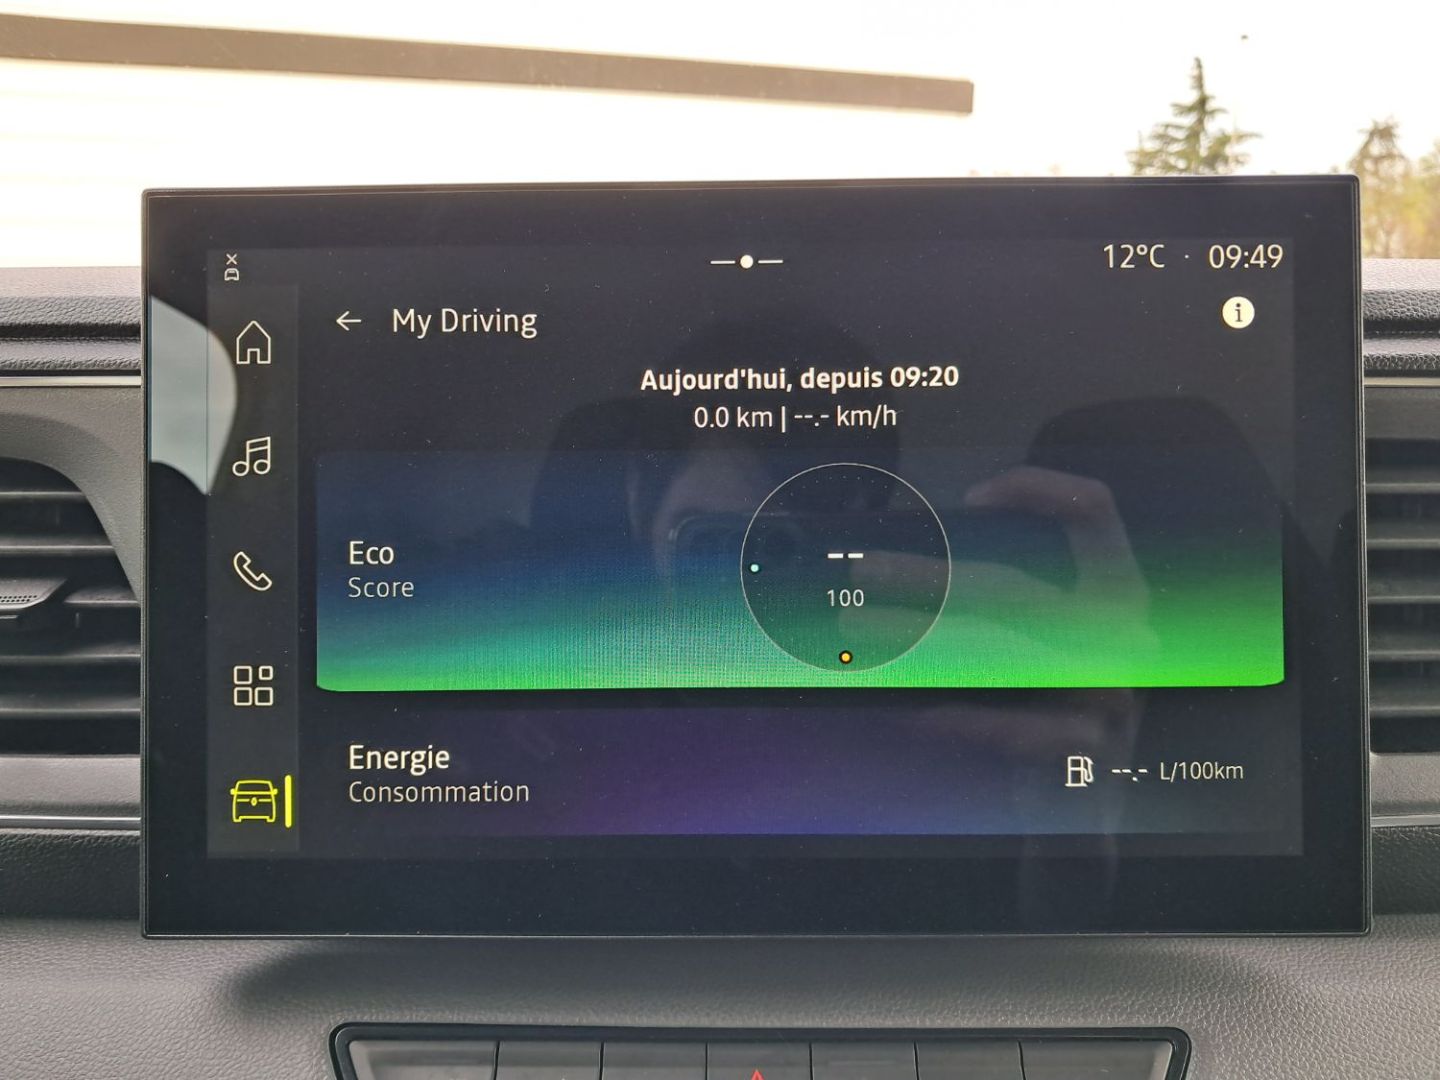 12°C · 09:49
← My Driving
i
Aujourd'hui, depuis 09:20
0.0 km | --.- km/h
Eco
Score
--
100
Energie
Consommation
--.- L/100km